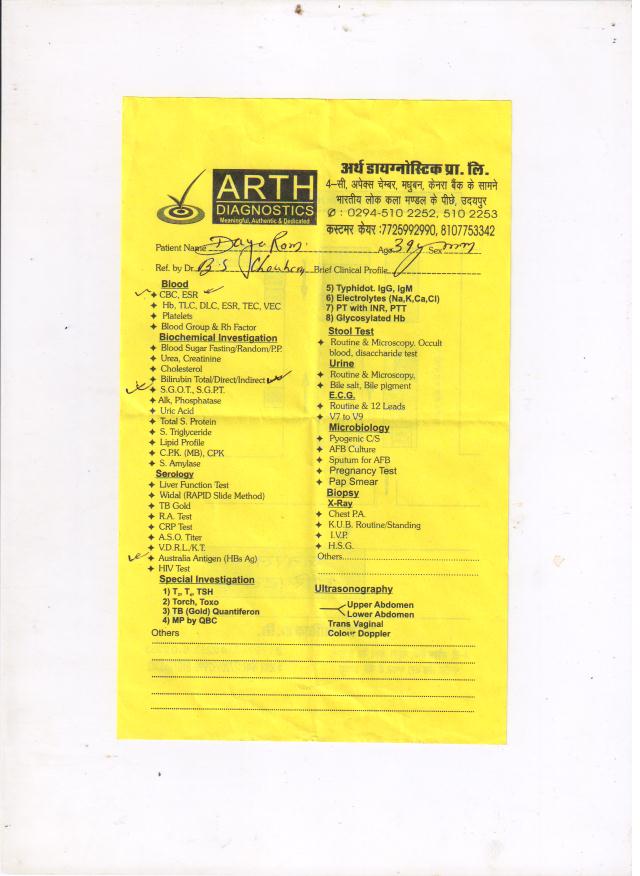 ARTH
DIAGNOSTICS
Meaningful, Authentic & Dedicated
अर्थ डायग्नोस्टिक प्रा. लि.
4–सी, अपेक्स चेम्बर, मधुबन, केनरा बैंक के सामने
भारतीय लोक कला मण्डल के पीछे, उदयपुर
✆ : 0294-510 2252, 510 2253
कस्टमर केयर :7725992990, 8107753342
Patient Name Daya Ram. Age 39y Sex
Ref. by Dr. B.S Brief Clinical Profile
Blood
✦ CBC, ESR
✦ Hb, TLC, DLC, ESR, TEC, VEC
✦ Platelets
✦ Blood Group & Rh Factor
Biochemical Investigation
✦ Blood Sugar Fasting/Random/P.P.
✦ Urea, Creatinine
✦ Cholesterol
✦ Bilirubin Total/Direct/Indirect
✦ S.G.O.T., S.G.P.T.
✦ Alk, Phosphatase
✦ Uric Acid
✦ Total S. Protein
✦ S. Triglyceride
✦ Lipid Profile
✦ C.P.K. (MB), CPK
✦ S. Amylase
Serology
✦ Liver Function Test
✦ Widal (RAPID Slide Method)
✦ TB Gold
✦ R.A. Test
✦ CRP Test
✦ A.S.O. Titer
✦ V.D.R.L./K.T.
✦ Australia Antigen (HBs Ag)
✦ HIV Test
Special Investigation
1) T₃, T₄, TSH
2) Torch, Toxo
3) TB (Gold) Quantiferon
4) MP by QBC
Others
5) Typhidot. IgG, IgM
6) Electrolytes (Na,K,Ca,Cl)
7) PT with INR, PTT
8) Glycosylated Hb
Stool Test
✦ Routine & Microscopy. Occult
blood, disaccharide test
Urine
✦ Routine & Microscopy,
✦ Bile salt, Bile pigment
E.C.G.
✦ Routine & 12 Leads
✦ V7 to V9
Microbiology
✦ Pyogenic C/S
✦ AFB Culture
✦ Sputum for AFB
✦ Pregnancy Test
✦ Pap Smear
Biopsy
X-Ray
✦ Chest P.A.
✦ K.U.B. Routine/Standing
✦ I.V.P.
✦ H.S.G.
Others
Ultrasonography
Upper Abdomen
Lower Abdomen
Trans Vaginal
Colour Doppler